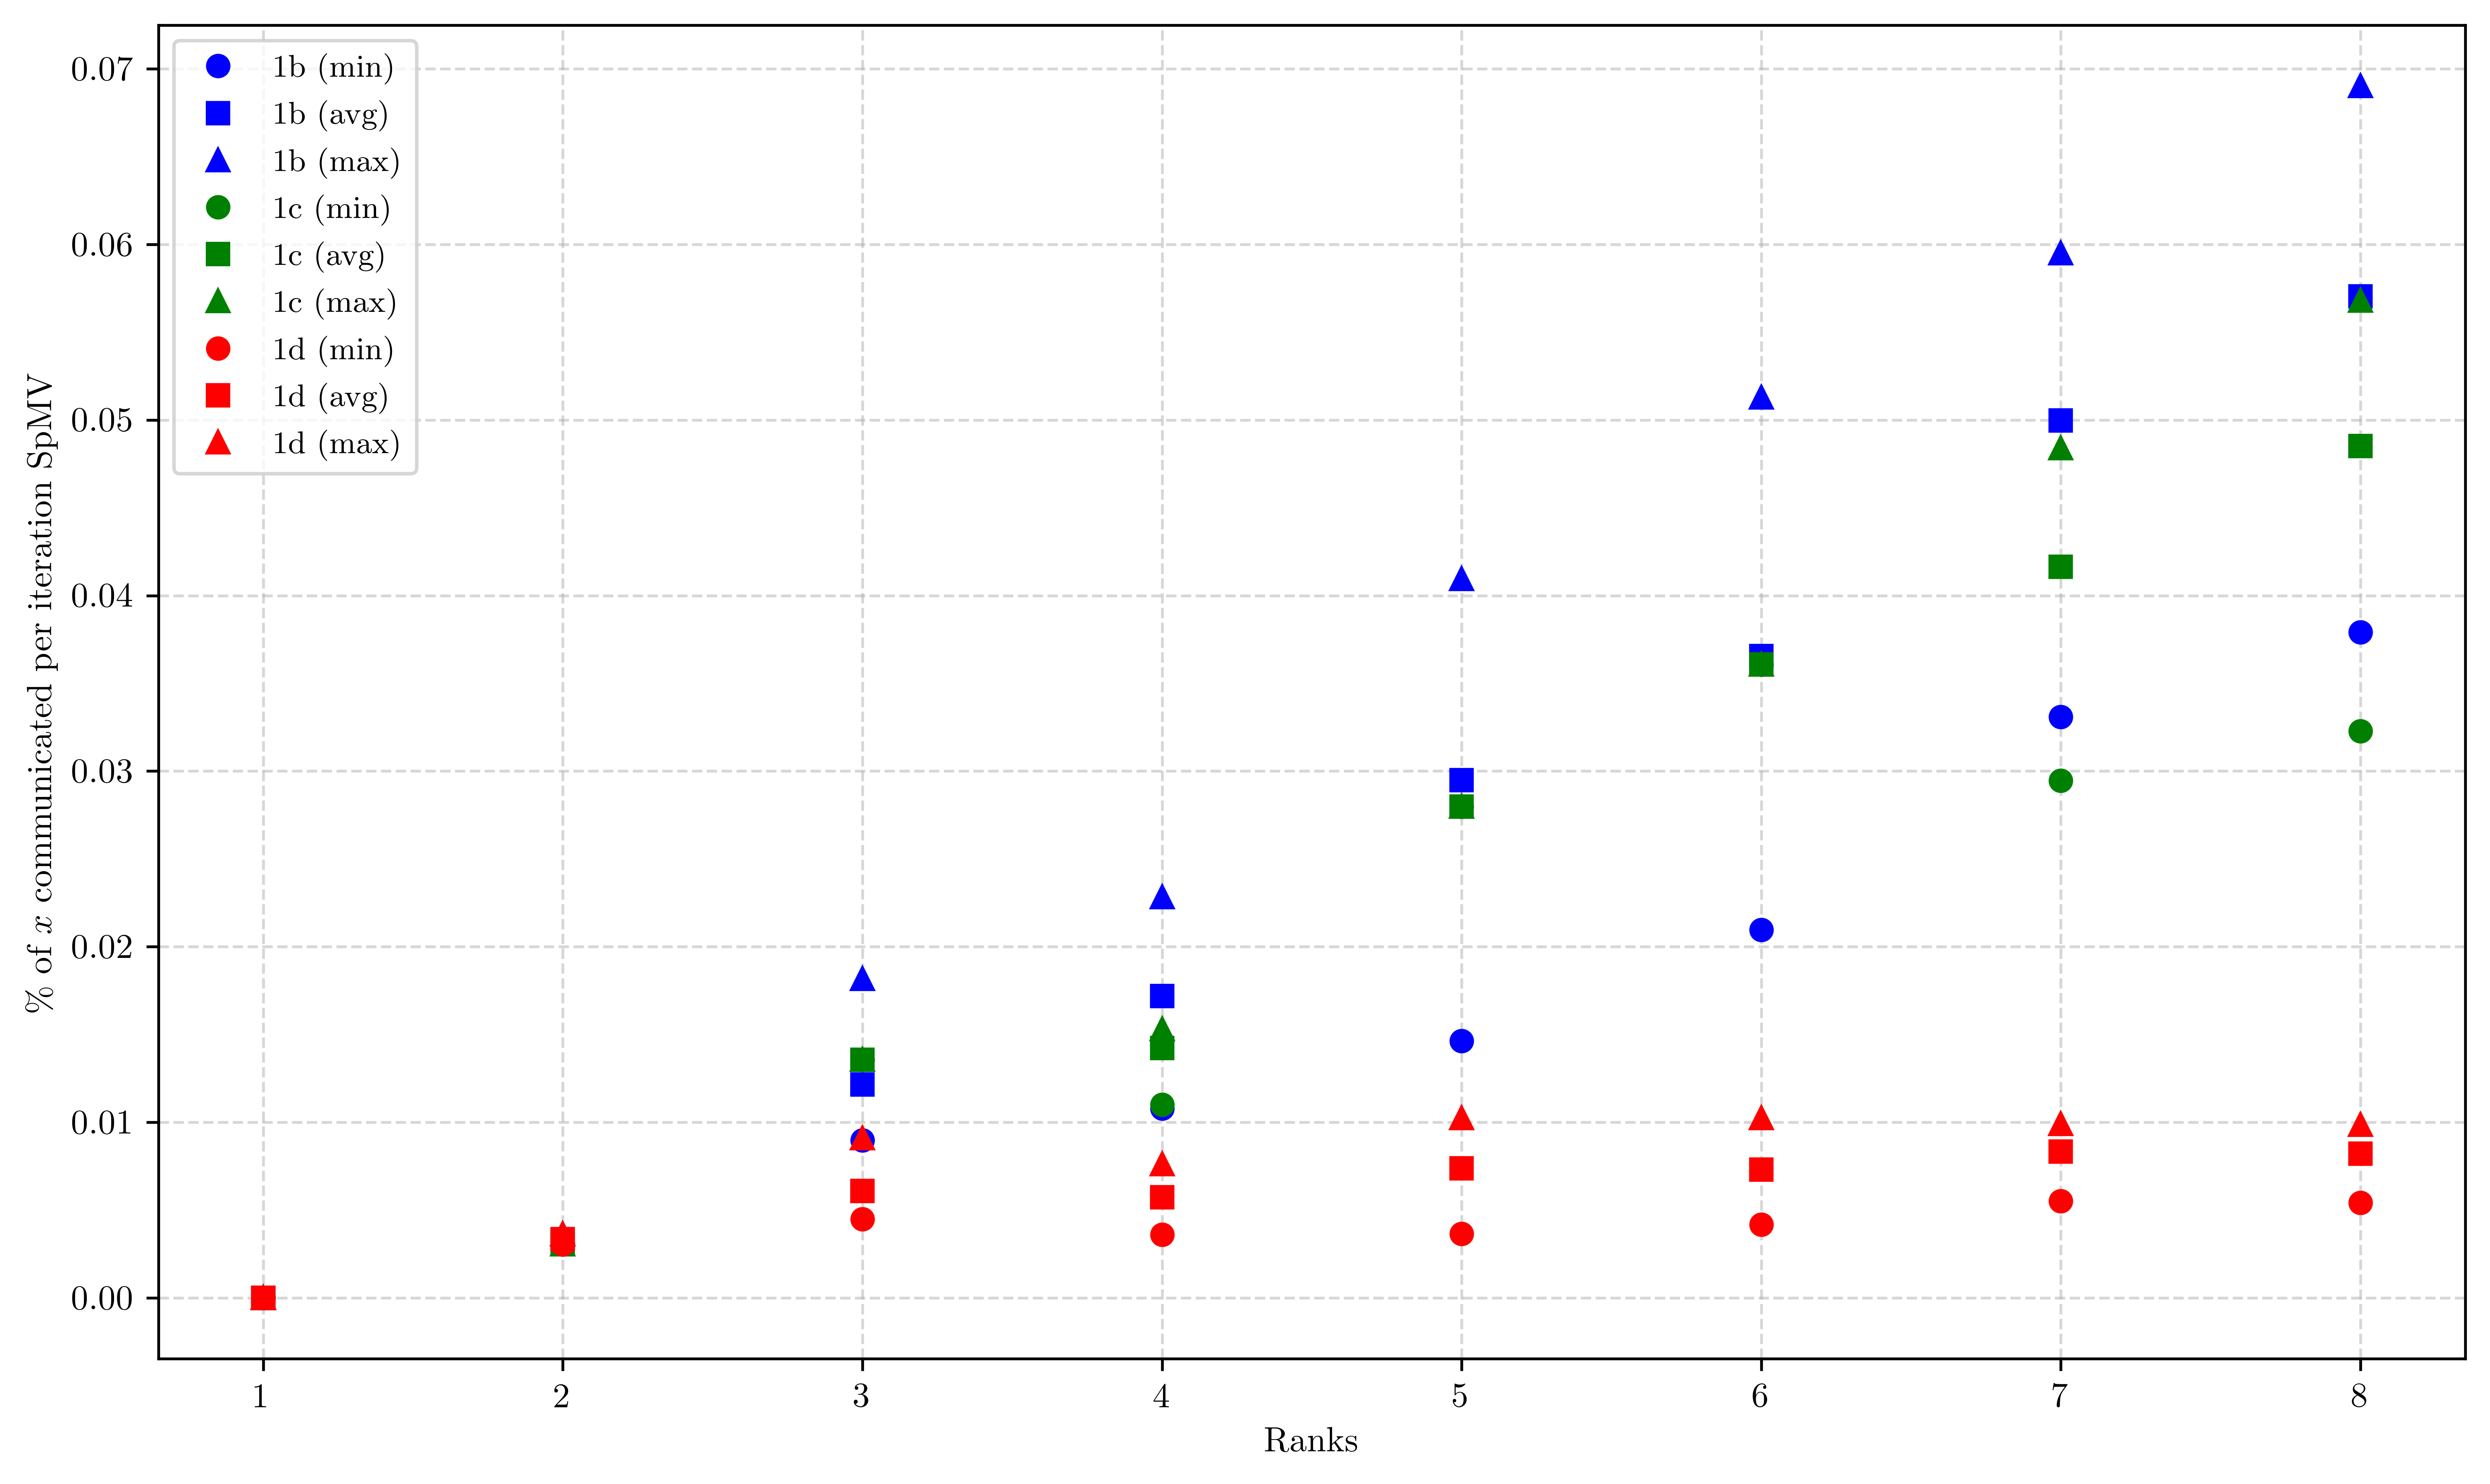 % of x communicated per iteration SpMV
0.07
0.06
0.05
0.04
0.03
0.02
0.01
0.00
1b (min)
1b (avg)
1b (max)
1c (min)
1c (avg)
1c (max)
1d (min)
1d (avg)
1d (max)
1 2 3 4 5 6 7 8
Ranks